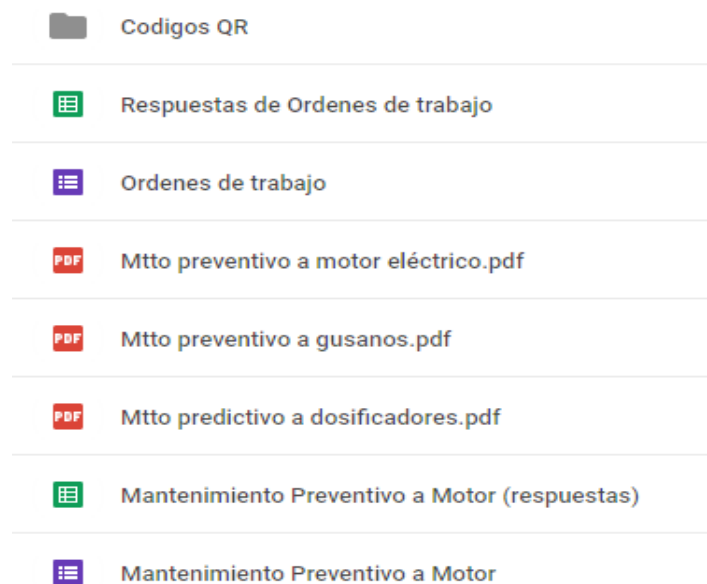 Codigos QR
Respuestas de Ordenes de trabajo
Ordenes de trabajo
PDF Mtto preventivo a motor eléctrico.pdf
PDF Mtto preventivo a gusanos.pdf
PDF Mtto predictivo a dosificadores.pdf
Mantenimiento Preventivo a Motor (respuestas)
Mantenimiento Preventivo a Motor